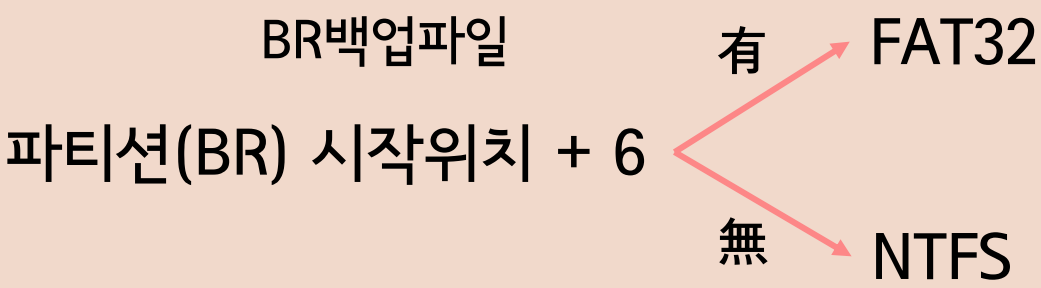 BR백업파일
有
FAT32
파티션(BR) 시작위치 + 6
無
NTFS